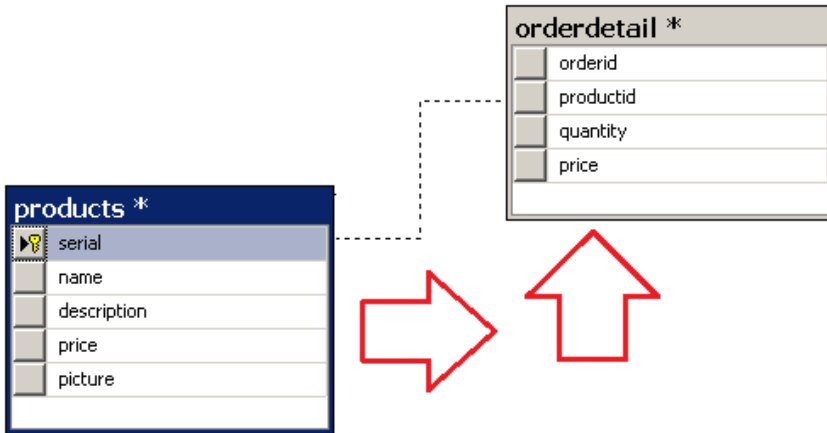 orderdetail *
orderid
productid
quantity
price
products *
serial
name
description
price
picture